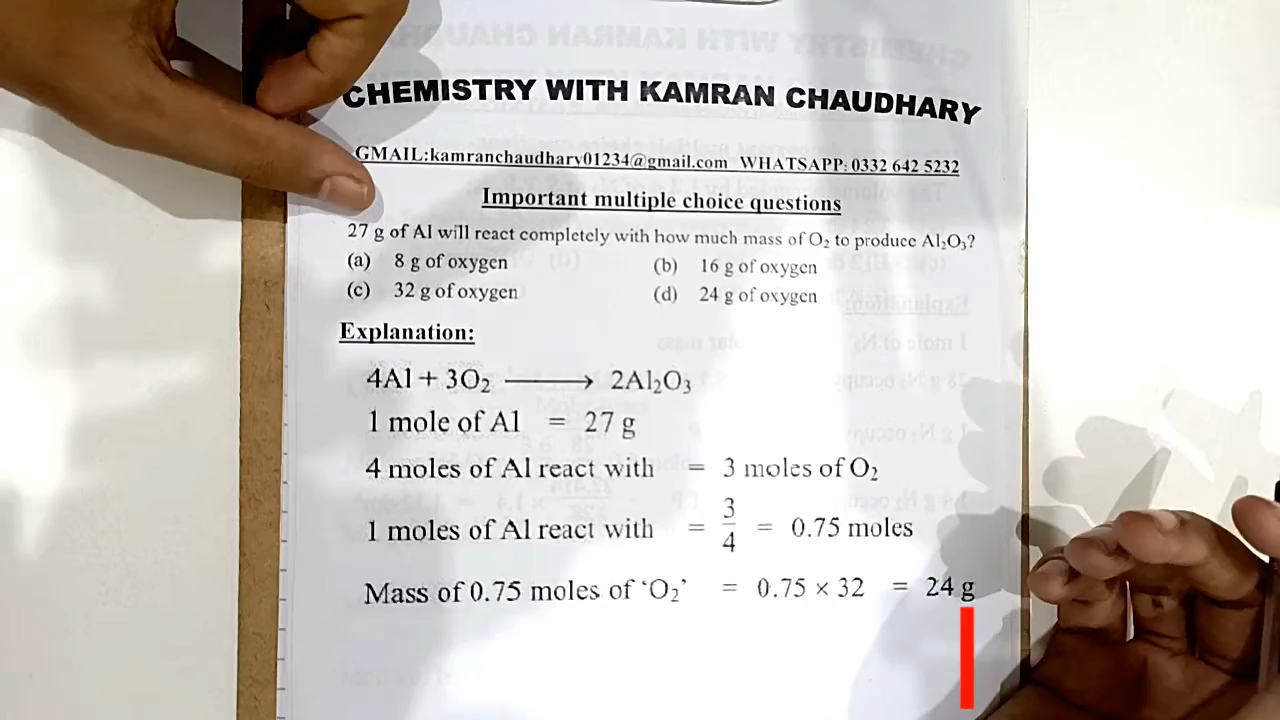 CHEMISTRY WITH KAMRAN CHAUDHARY
GMAIL:kamranchaudhary01234@gmail.com WHATSAPP: 0332 642 5232
Important multiple choice questions
27 g of Al will react completely with how much mass of O₂ to produce Al₂O₃?
(a) 8 g of oxygen (b) 16 g of oxygen
(c) 32 g of oxygen (d) 24 g of oxygen
Explanation:
4Al + 3O₂ ⟶ 2Al₂O₃
1 mole of Al = 27 g
4 moles of Al react with = 3 moles of O₂
1 moles of Al react with = 3/4 = 0.75 moles
Mass of 0.75 moles of ‘O₂’ = 0.75 × 32 = 24 g